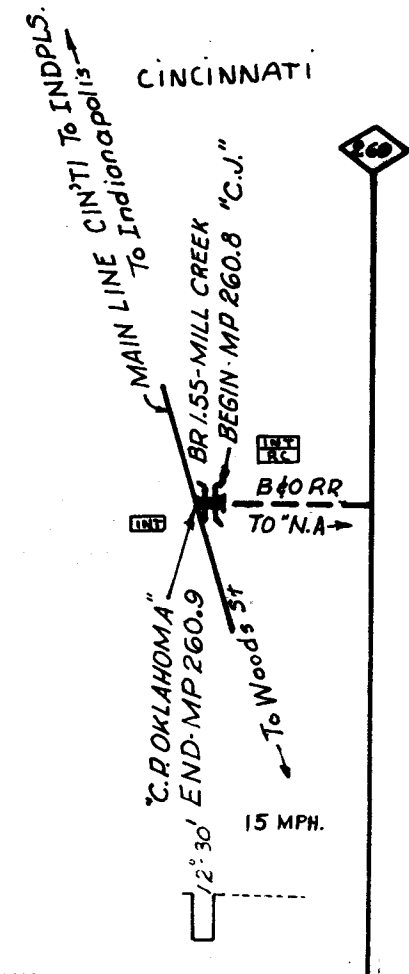 CINCINNATI
260
MAIN LINE CIN'TI To INDPLS.
To Indianapolis
BR 1.55-MILL CREEK
BEGIN-MP 260.8 "C.J."
INT
RC
B&O RR
TO "N.A
INT
"C.P. OKLAHOMA"
END-MP 260.9
12°-30'
To Woods St
15 MPH.